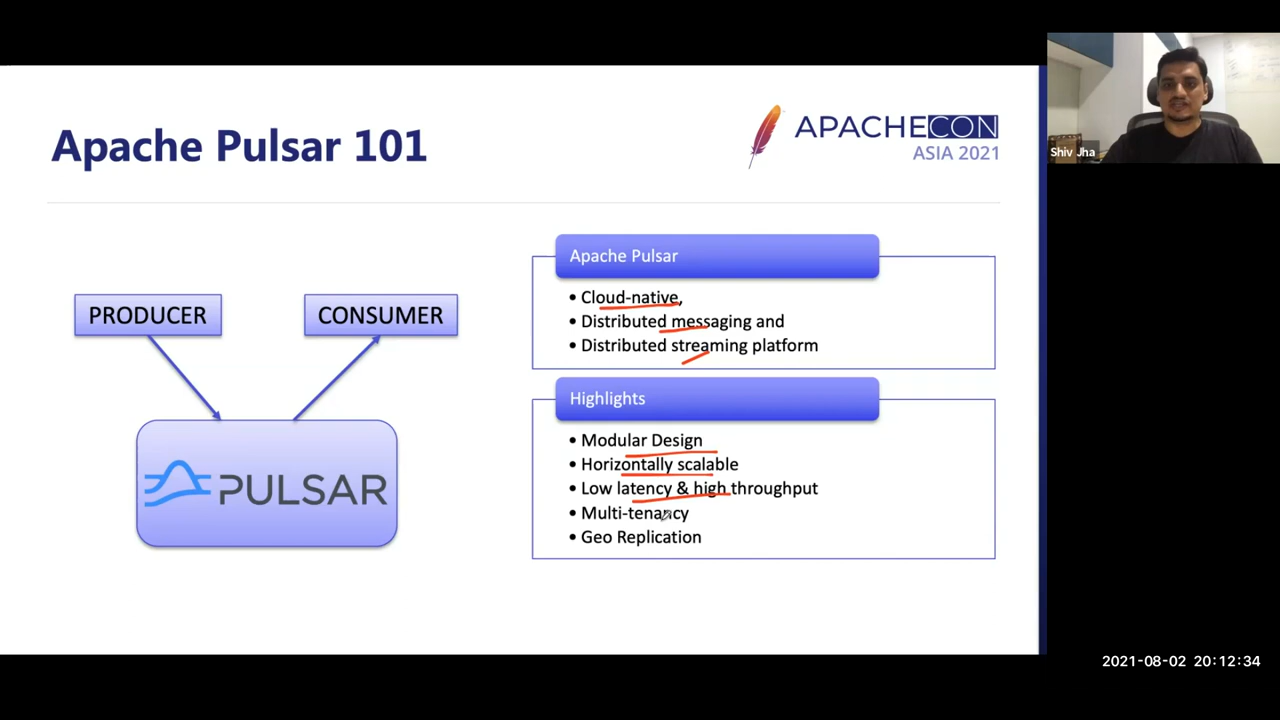 Apache Pulsar 101
APACHECON
ASIA 2021
Shiv Jha
PRODUCER
CONSUMER
PULSAR
Apache Pulsar
• Cloud-native,
• Distributed messaging and
• Distributed streaming platform
Highlights
• Modular Design
• Horizontally scalable
• Low latency & high throughput
• Multi-tenancy
• Geo Replication
2021-08-02 20:12:34